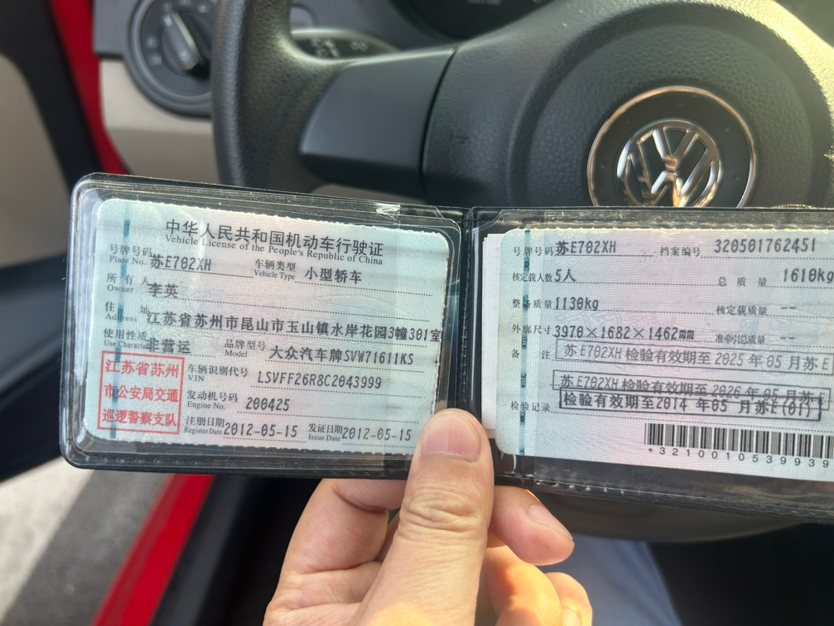 中华人民共和国机动车行驶证
Vehicle License of the People's Republic of China
号牌号码 苏E702XH 车辆类型 小型轿车
Plate No. Vehicle Type
所有人 李英
Owner
住址 江苏省苏州市昆山市玉山镇水岸花园3幢301室
Address
使用性质 非营运 品牌型号 大众汽车牌SVW71611KS
Use Character Model
江苏省苏州
市公安局交通
巡逻警察支队
车辆识别代号 LSVFF26R8C2043999
VIN
发动机号码 200425
Engine No.
注册日期 2012-05-15 发证日期 2012-05-15
Register Date Issue Date
号牌号码 苏E702XH 档案编号 320501762451
核定载人数 5人 总质量 1610kg
整备质量 1130kg 核定载质量 --
外廓尺寸 3970×1682×1462mm 准牵引总质量 --
备注 苏E702XH检验有效期至2025年05月苏E
苏E702XH检验有效期至2026年05月苏E
检验记录 检验有效期至2014年05月苏E(01)
*321001053993